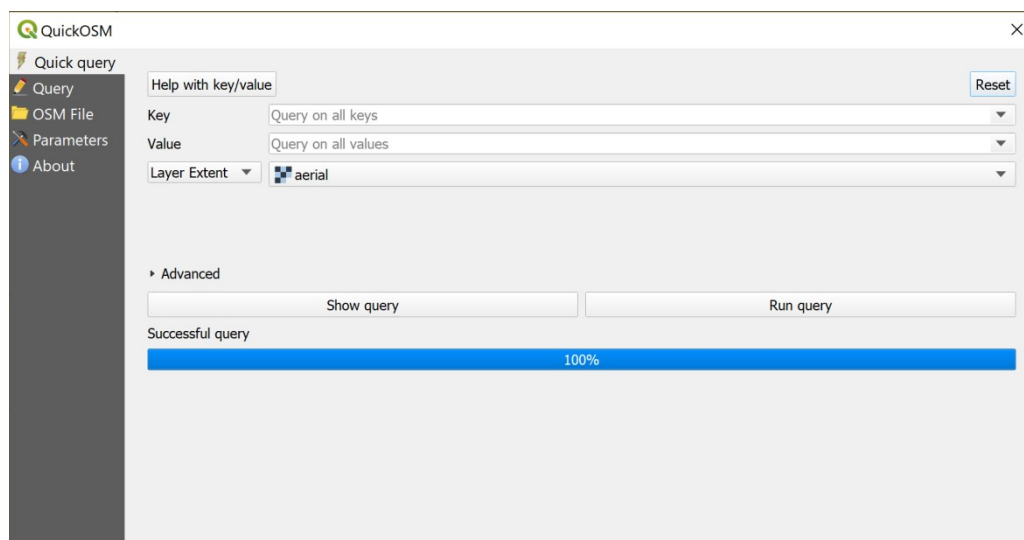 QuickOSM
Quick query
Query
OSM File
Parameters
About
Help with key/value
Reset
Key
Query on all keys
Value
Query on all values
Layer Extent
aerial
Advanced
Show query
Run query
Successful query
100%